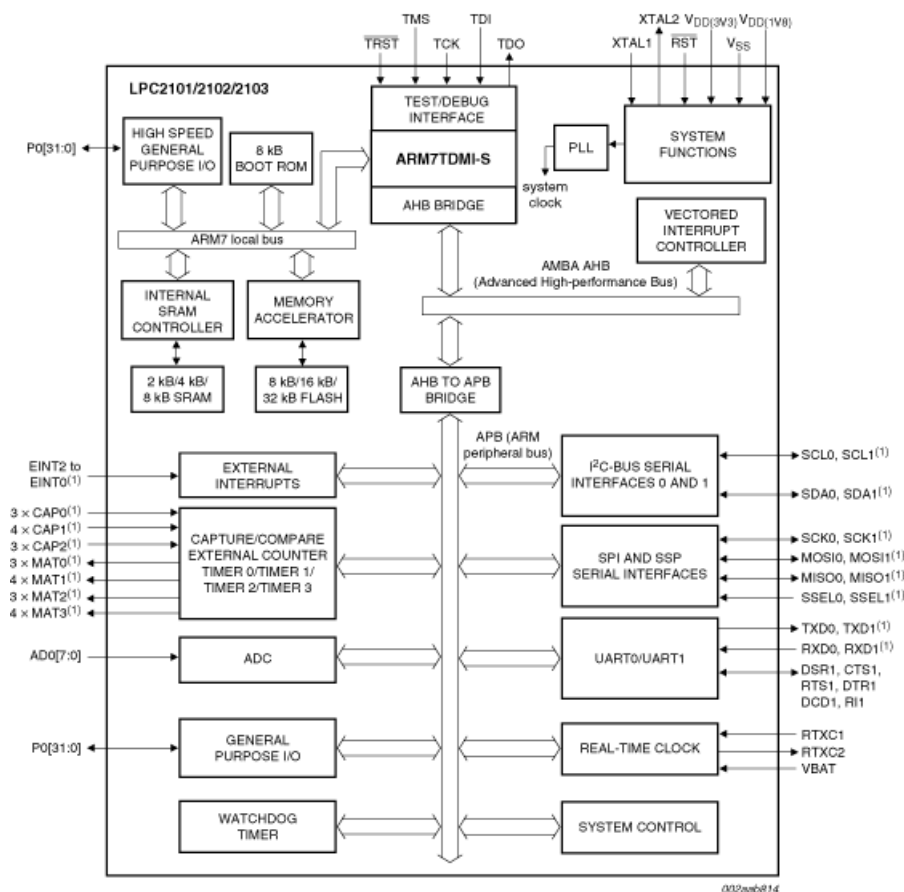 TMS
TDI
TRST
TCK
TDO
XTAL2
VDD(3V3)
VDD(1V8)
XTAL1
RST
VSS
LPC2101/2102/2103
TEST/DEBUG
INTERFACE
ARM7TDMI-S
AHB BRIDGE
P0[31:0]
HIGH SPEED
GENERAL
PURPOSE I/O
8 kB
BOOT ROM
PLL
system
clock
SYSTEM
FUNCTIONS
VECTORED
INTERRUPT
CONTROLLER
ARM7 local bus
AMBA AHB
(Advanced High-performance Bus)
INTERNAL
SRAM
CONTROLLER
MEMORY
ACCELERATOR
2 kB/4 kB/
8 kB SRAM
8 kB/16 kB/
32 kB FLASH
AHB TO APB
BRIDGE
APB (ARM
peripheral bus)
EINT2 to
EINT0(1)
EXTERNAL
INTERRUPTS
I2C-BUS SERIAL
INTERFACES 0 AND 1
SCL0, SCL1(1)
SDA0, SDA1(1)
3 × CAP0(1)
4 × CAP1(1)
3 × CAP2(1)
3 × MAT0(1)
4 × MAT1(1)
3 × MAT2(1)
4 × MAT3(1)
CAPTURE/COMPARE
EXTERNAL COUNTER
TIMER 0/TIMER 1/
TIMER 2/TIMER 3
SPI AND SSP
SERIAL INTERFACES
SCK0, SCK1(1)
MOSI0, MOSI1(1)
MISO0, MISO1(1)
SSEL0, SSEL1(1)
AD0[7:0]
ADC
UART0/UART1
TXD0, TXD1(1)
RXD0, RXD1(1)
DSR1, CTS1,
RTS1, DTR1
DCD1, RI1
P0[31:0]
GENERAL
PURPOSE I/O
REAL-TIME CLOCK
RTXC1
RTXC2
VBAT
WATCHDOG
TIMER
SYSTEM CONTROL
002aab814